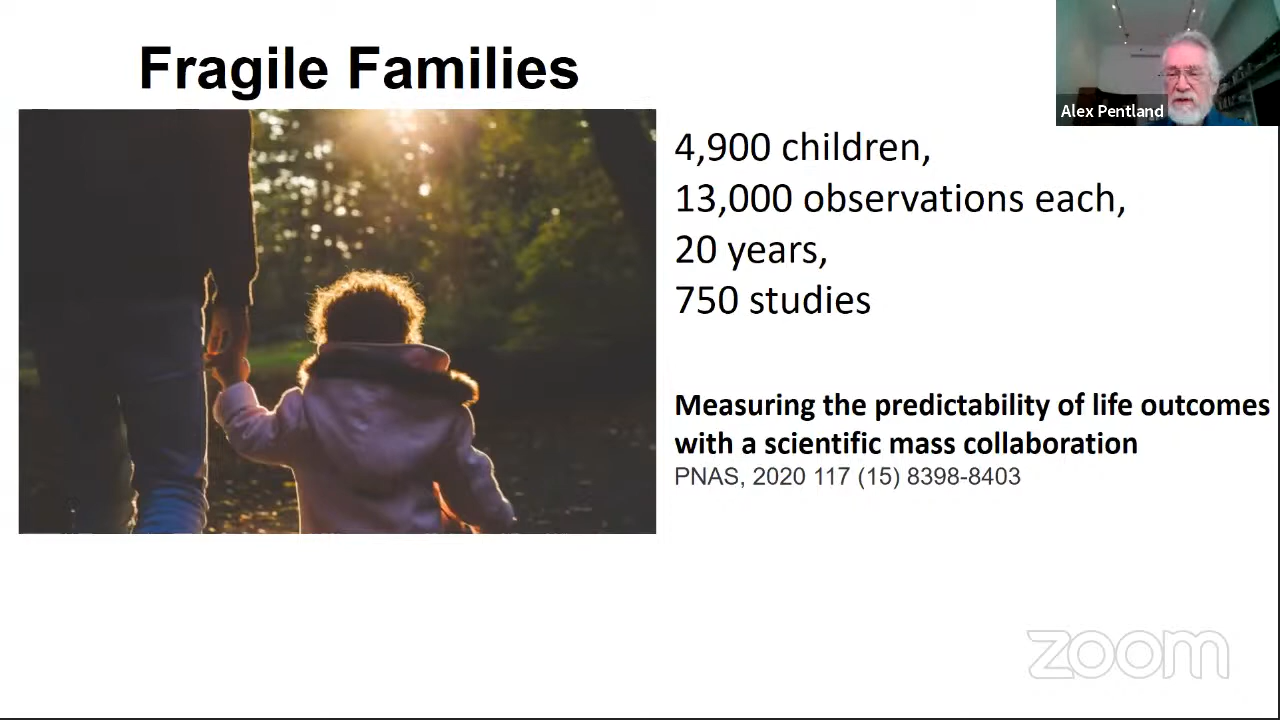 Fragile Families
Alex Pentland
4,900 children,
13,000 observations each,
20 years,
750 studies
Measuring the predictability of life outcomes
with a scientific mass collaboration
PNAS, 2020 117 (15) 8398-8403
zoom